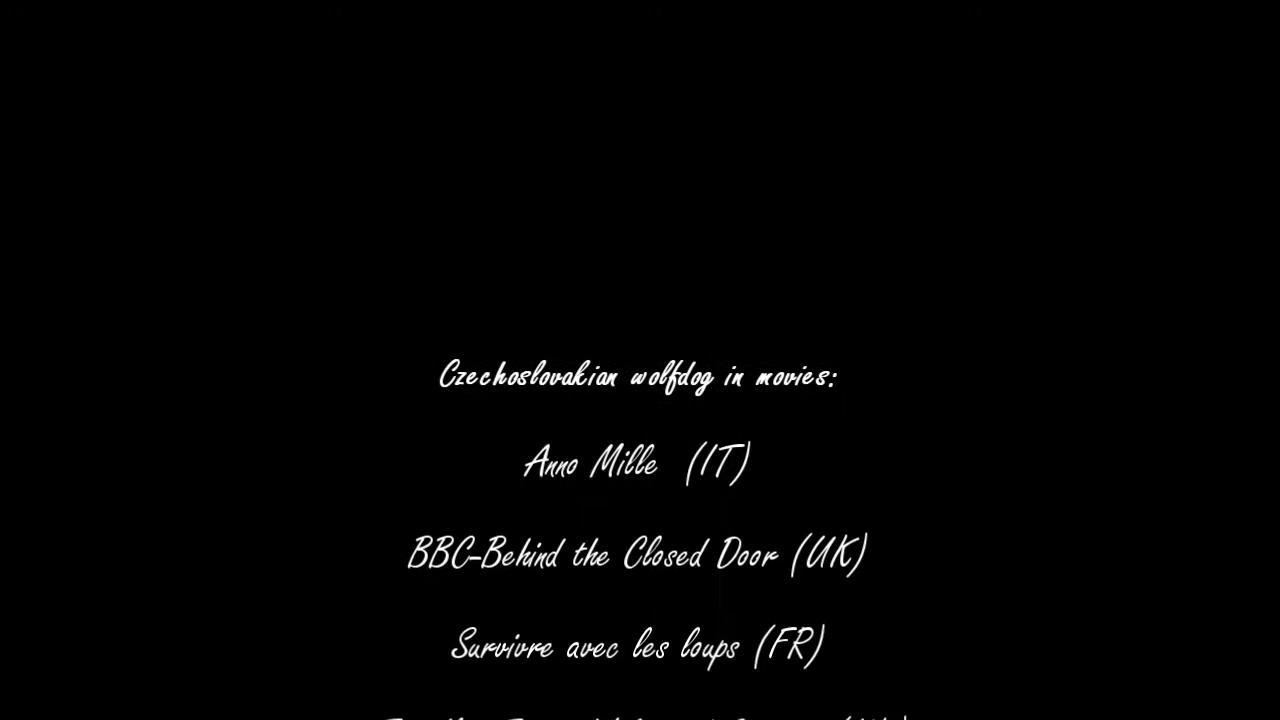 Czechoslovakian wolfdog in movies:
Anno Mille (IT)
BBC-Behind the Closed Door (UK)
Survivre avec les loups (FR)